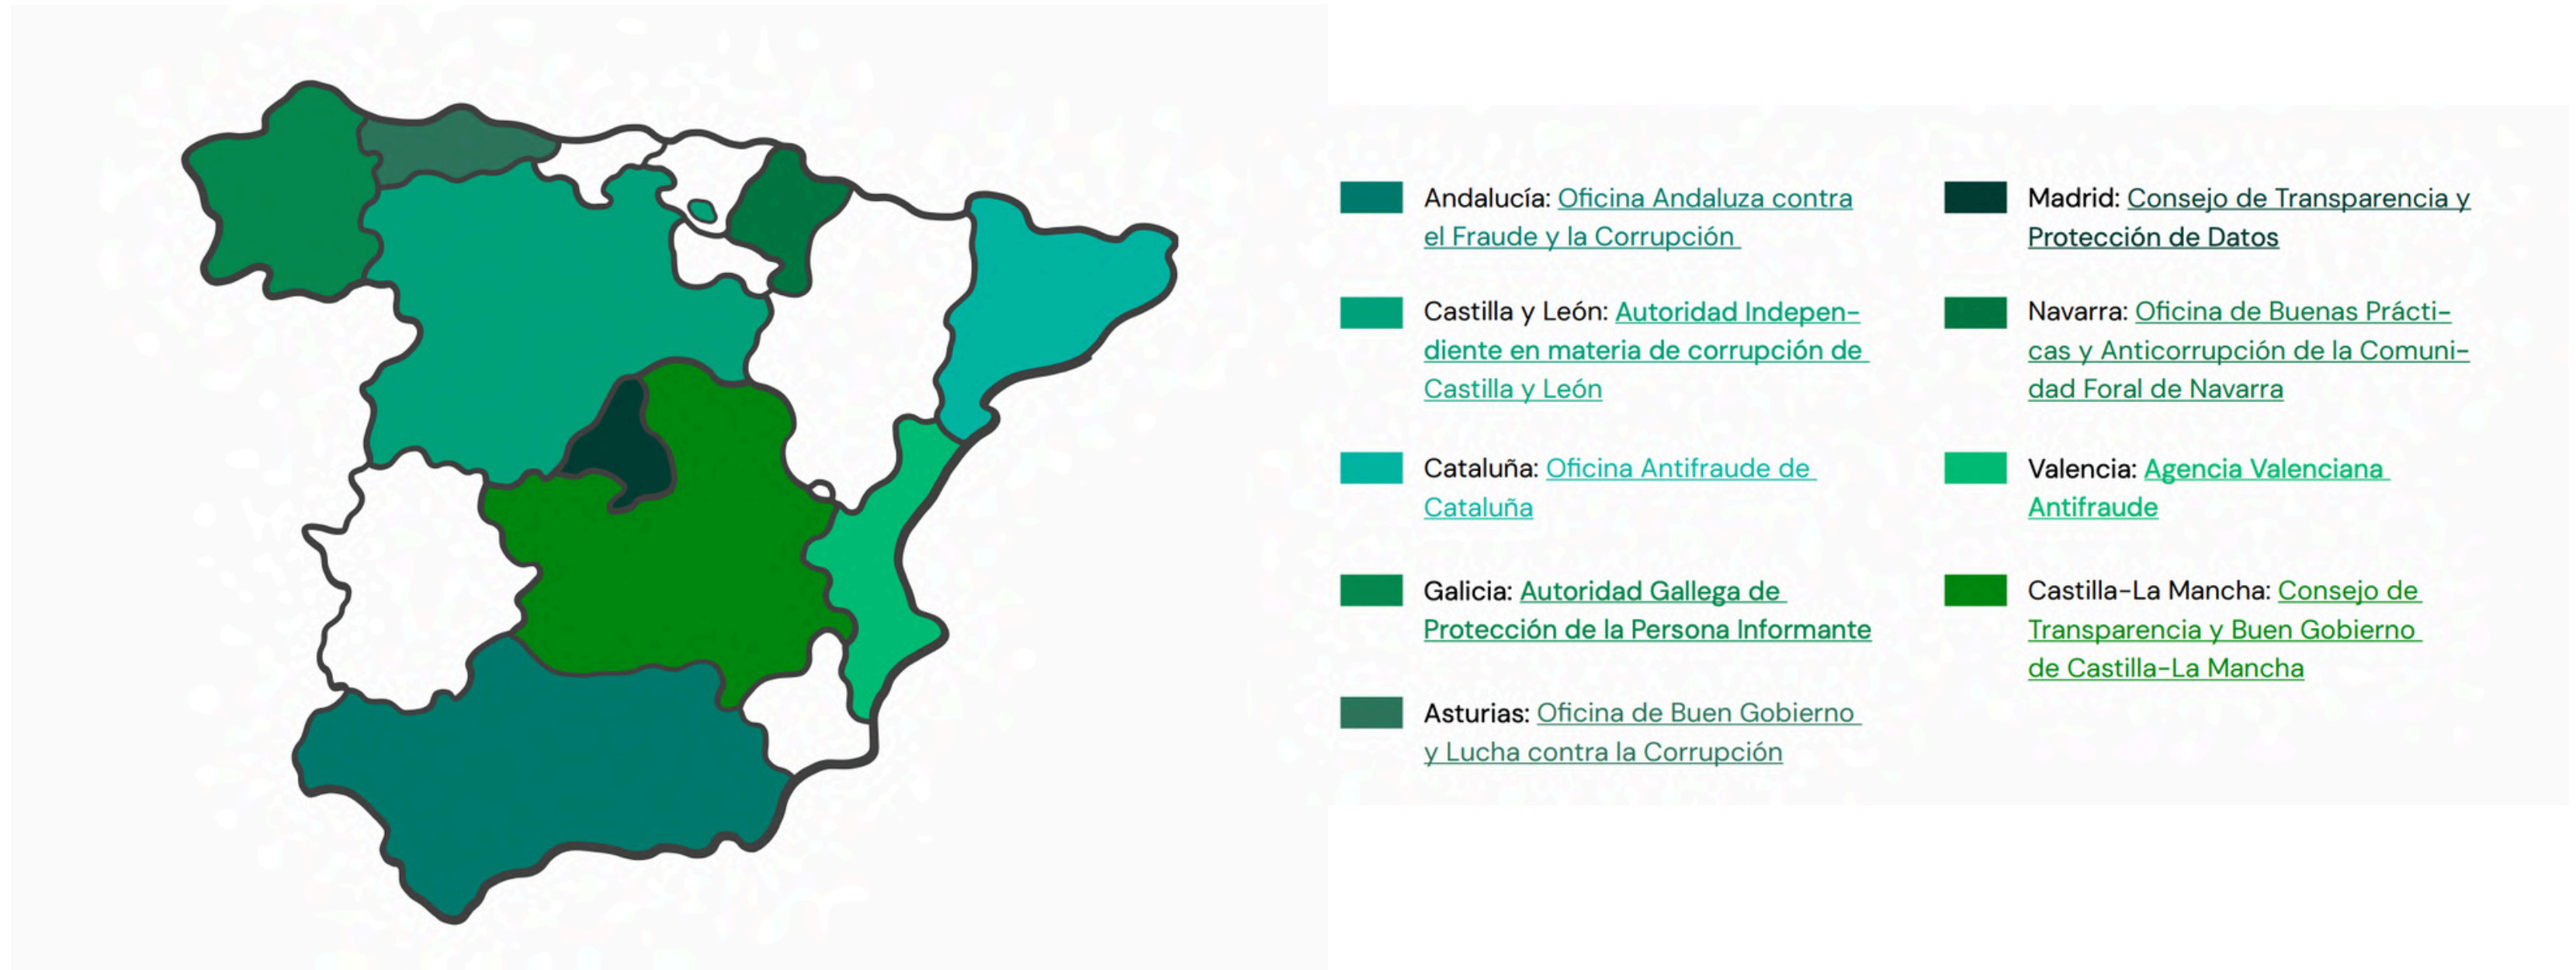 Andalucía: Oficina Andaluza contra
el Fraude y la Corrupción
Castilla y León: Autoridad Indepen-
diente en materia de corrupción de
Castilla y León
Cataluña: Oficina Antifraude de
Cataluña
Galicia: Autoridad Gallega de
Protección de la Persona Informante
Asturias: Oficina de Buen Gobierno
y Lucha contra la Corrupción
Madrid: Consejo de Transparencia y
Protección de Datos
Navarra: Oficina de Buenas Prácti-
cas y Anticorrupción de la Comuni-
dad Foral de Navarra
Valencia: Agencia Valenciana
Antifraude
Castilla-La Mancha: Consejo de
Transparencia y Buen Gobierno
de Castilla-La Mancha